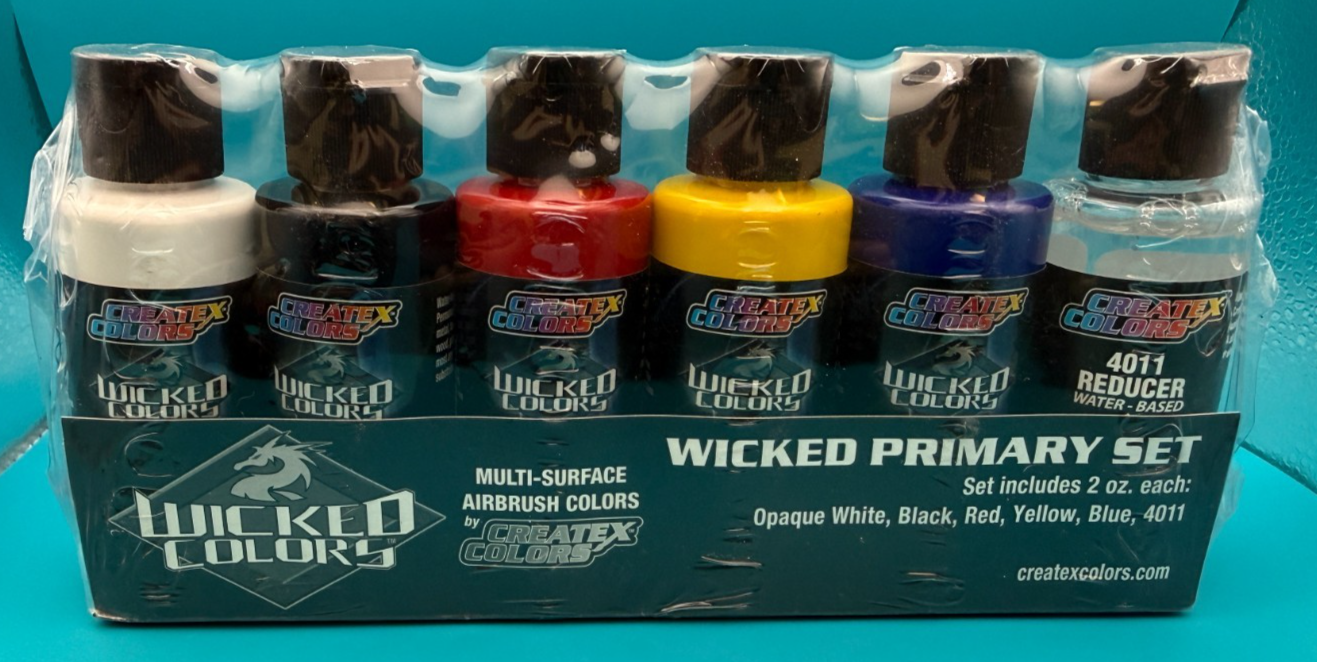 CREATEX
COLORS
WICKED
COLORS
CREATEX
COLORS
WICKED
COLORS
CREATEX
COLORS
WICKED
COLORS
CREATEX
COLORS
WICKED
COLORS
CREATEX
COLORS
WICKED
COLORS
CREATEX
COLORS
4011
REDUCER
WATER-BASED
WICKED
COLORS™
MULTI-SURFACE
AIRBRUSH COLORS
by CREATEX
COLORS
WICKED PRIMARY SET
Set includes 2 oz. each:
Opaque White, Black, Red, Yellow, Blue, 4011
createxcolors.com